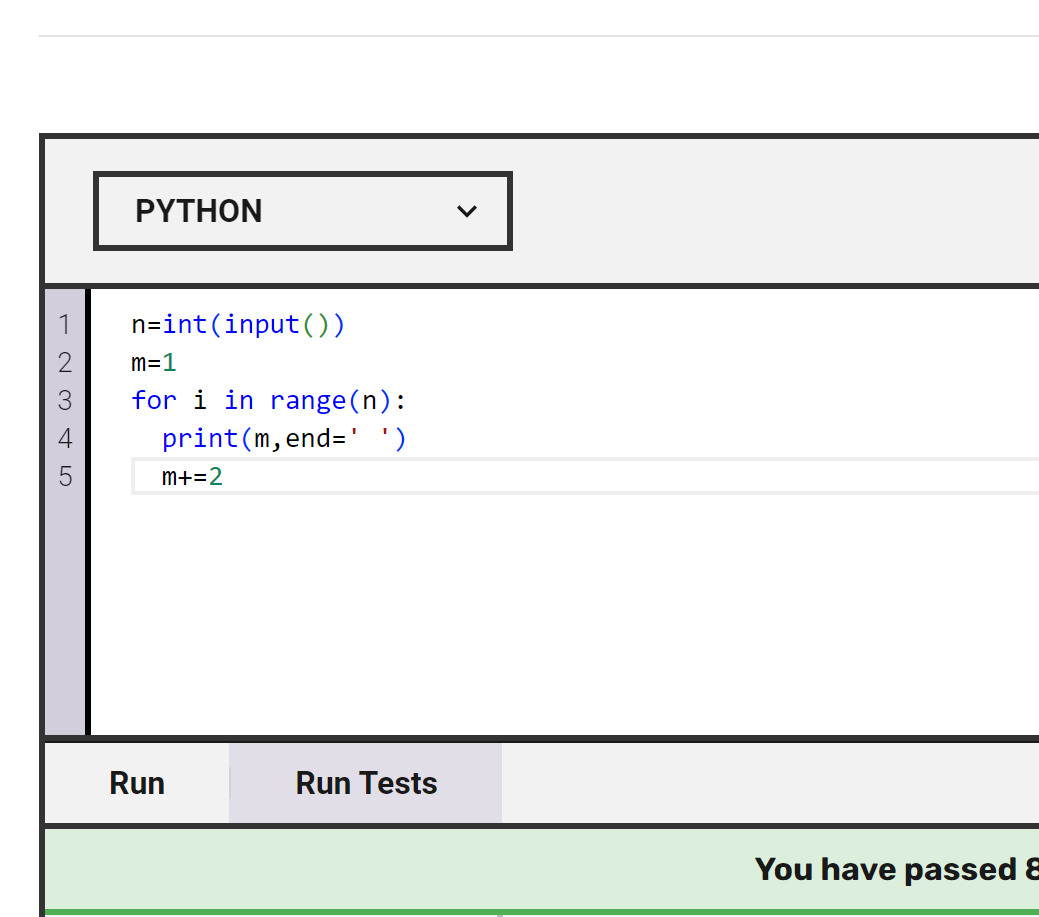 PYTHON
1 n=int(input())
2 m=1
3 for i in range(n):
4   print(m,end=' ')
5   m+=2
Run Run Tests
You have passed 8